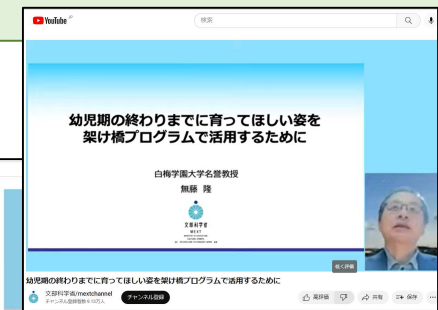 YouTube JP
検索
幼児期の終わりまでに育ってほしい姿を
架け橋プログラムで活用するために
白梅学園大学名誉教授
無藤 隆
文部科学省
MEXT
低く評価
幼児期の終わりまでに育ってほしい姿を架け橋プログラムで活用するために
文部科学省/mextchannel
チャンネル登録
高評価
共有
保存